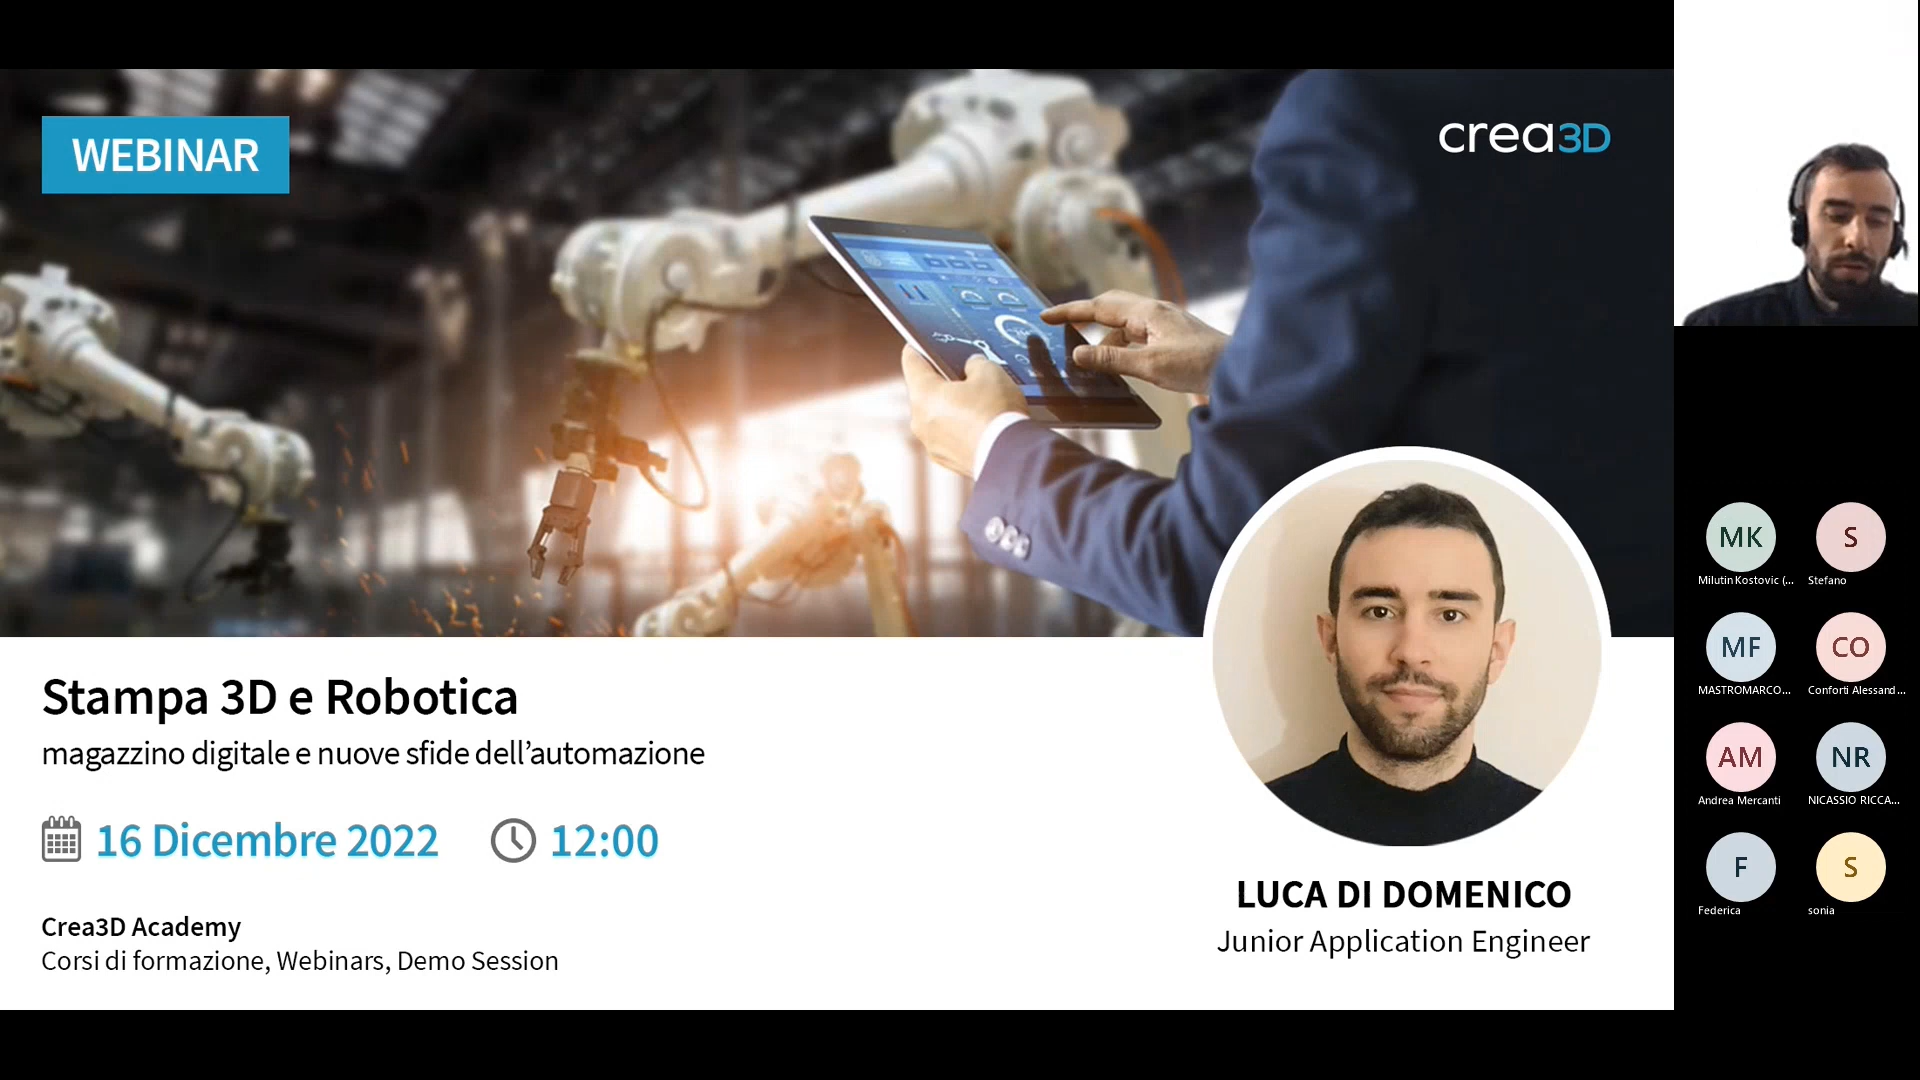 WEBINAR
crea3D
Stampa 3D e Robotica
magazzino digitale e nuove sfide dell'automazione
16 Dicembre 2022
12:00
Crea3D Academy
Corsi di formazione, Webinars, Demo Session
LUCA DI DOMENICO
Junior Application Engineer
MK
Milutin Kostovic (...
S
Stefano
MF
MASTROMARCO...
CO
Conforti Alessand...
AM
Andrea Mercanti
NR
NICASSIO RICCA...
F
Federica
S
sonia